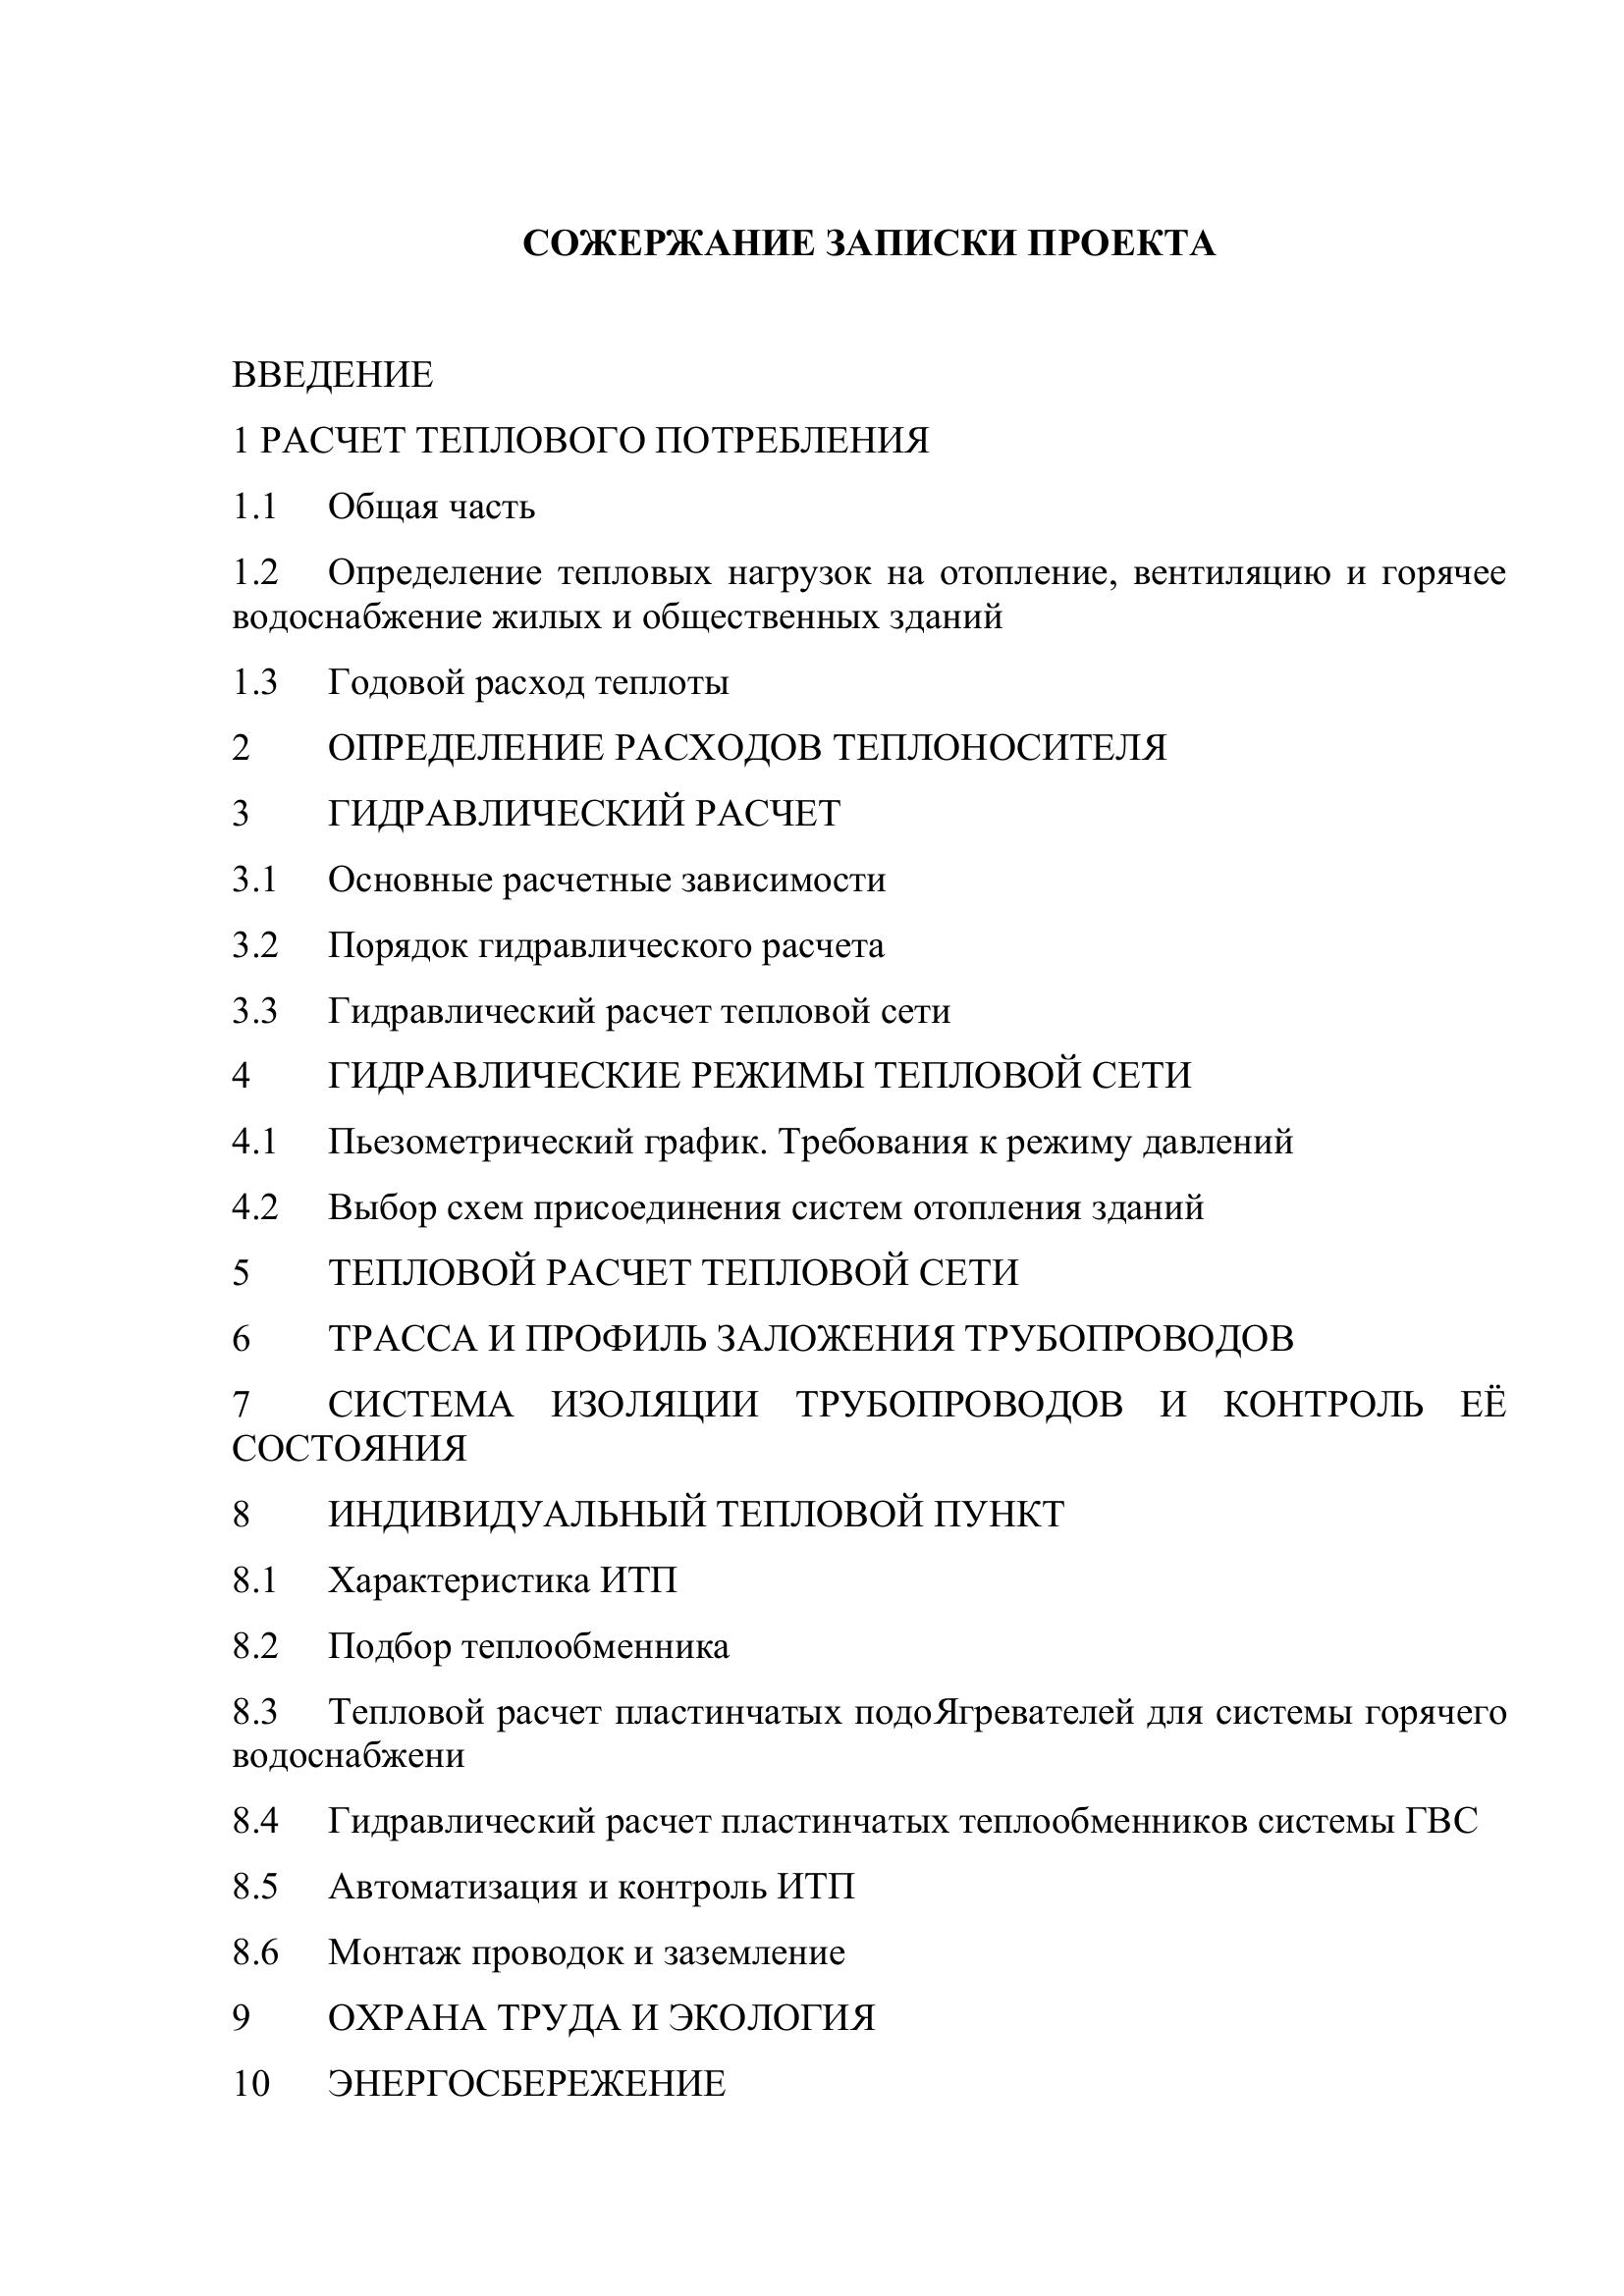 СОЖЕРЖАНИЕ ЗАПИСКИ ПРОЕКТА
ВВЕДЕНИЕ
1 РАСЧЕТ ТЕПЛОВОГО ПОТРЕБЛЕНИЯ
1.1 Общая часть
1.2 Определение тепловых нагрузок на отопление, вентиляцию и горячее
водоснабжение жилых и общественных зданий
1.3 Годовой расход теплоты
2 ОПРЕДЕЛЕНИЕ РАСХОДОВ ТЕПЛОНОСИТЕЛЯ
3 ГИДРАВЛИЧЕСКИЙ РАСЧЕТ
3.1 Основные расчетные зависимости
3.2 Порядок гидравлического расчета
3.3 Гидравлический расчет тепловой сети
4 ГИДРАВЛИЧЕСКИЕ РЕЖИМЫ ТЕПЛОВОЙ СЕТИ
4.1 Пьезометрический график. Требования к режиму давлений
4.2 Выбор схем присоединения систем отопления зданий
5 ТЕПЛОВОЙ РАСЧЕТ ТЕПЛОВОЙ СЕТИ
6 ТРАССА И ПРОФИЛЬ ЗАЛОЖЕНИЯ ТРУБОПРОВОДОВ
7 СИСТЕМА ИЗОЛЯЦИИ ТРУБОПРОВОДОВ И КОНТРОЛЬ ЕЁ
СОСТОЯНИЯ
8 ИНДИВИДУАЛЬНЫЙ ТЕПЛОВОЙ ПУНКТ
8.1 Характеристика ИТП
8.2 Подбор теплообменника
8.3 Тепловой расчет пластинчатых подоЯгревателей для системы горячего
водоснабжени
8.4 Гидравлический расчет пластинчатых теплообменников системы ГВС
8.5 Автоматизация и контроль ИТП
8.6 Монтаж проводок и заземление
9 ОХРАНА ТРУДА И ЭКОЛОГИЯ
10 ЭНЕРГОСБЕРЕЖЕНИЕ